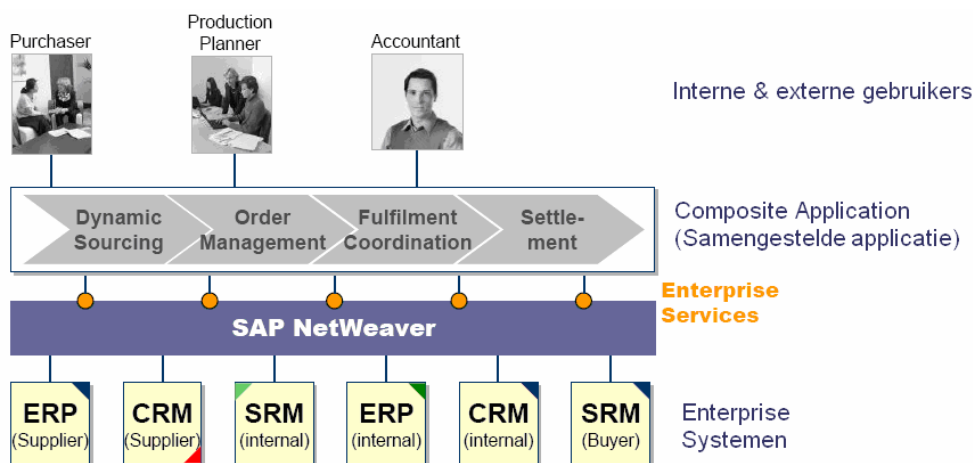 Purchaser
Production
Planner
Accountant
Interne & externe gebruikers
Dynamic
Sourcing
Order
Management
Fulfilment
Coordination
Settle-
ment
Composite Application
(Samengestelde applicatie)
Enterprise
Services
SAP NetWeaver
ERP
(Supplier)
CRM
(Supplier)
SRM
(internal)
ERP
(internal)
CRM
(internal)
SRM
(Buyer)
Enterprise
Systemen